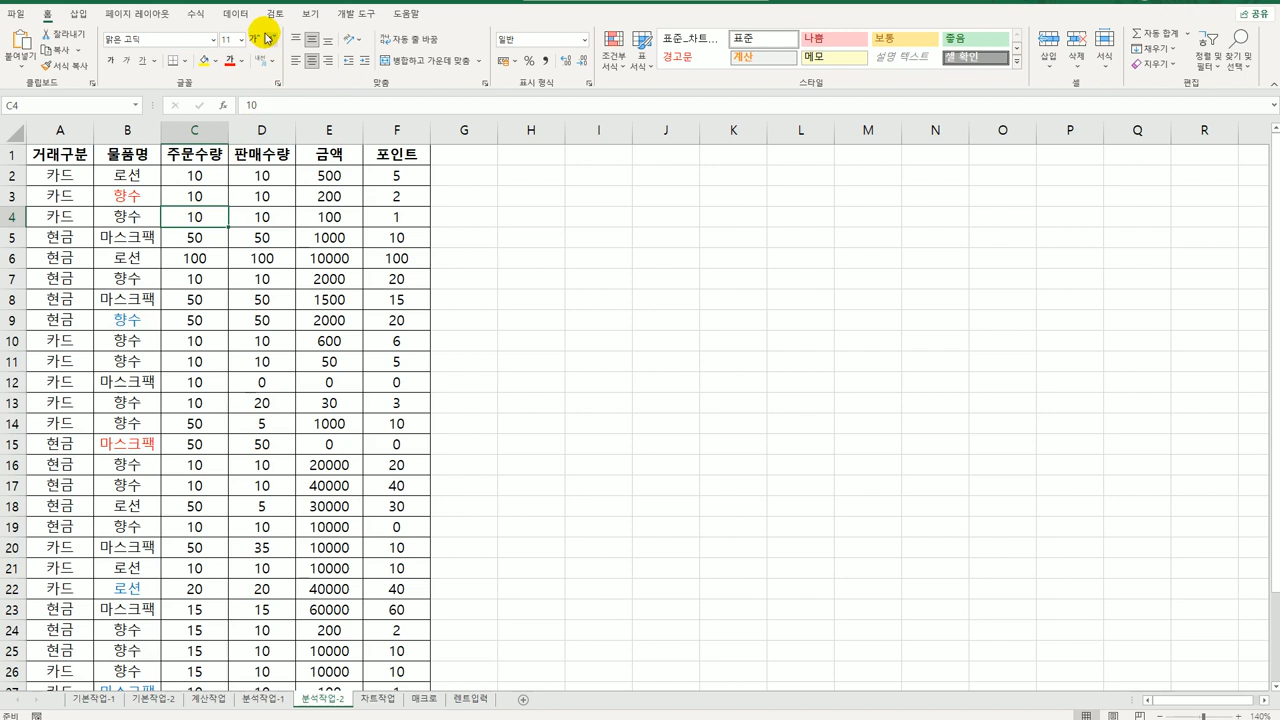 파일 홈 삽입 페이지 레이아웃 수식 데이터 검토 보기 개발 도구 도움말 공유
잘라내기 맑은 고딕 11 가 자동 줄 바꿈 일반 표준_차트... 표준 나쁨 보통 좋음 자동 합계
복사 채우기
붙여넣기 서식 복사 가 가 가 가 병합하고 가운데 맞춤 % 조건부 서식 표 서식 경고문 계산 메모 설명 텍스트 셀 확인 삽입 삭제 서식 지우기 정렬 및 필터 찾기 및 선택
클립보드 글꼴 맞춤 표시 형식 스타일 셀 편집
C4 fx 10
A B C D E F G H I J K L M N O P Q R
1 거래구분 물품명 주문수량 판매수량 금액 포인트
2 카드 로션 10 10 500 5
3 카드 향수 10 10 200 2
4 카드 향수 10 10 100 1
5 현금 마스크팩 50 50 1000 10
6 현금 로션 100 100 10000 100
7 현금 향수 10 10 2000 20
8 현금 마스크팩 50 50 1500 15
9 현금 향수 50 50 2000 20
10 카드 향수 10 10 600 6
11 카드 향수 10 10 50 5
12 카드 마스크팩 10 0 0 0
13 카드 향수 10 20 30 3
14 카드 향수 50 5 1000 10
15 현금 마스크팩 50 50 0 0
16 현금 향수 10 10 20000 20
17 현금 향수 10 10 40000 40
18 현금 로션 50 5 30000 30
19 현금 향수 10 10 10000 0
20 카드 마스크팩 50 35 10000 10
21 카드 로션 10 10 10000 10
22 카드 로션 20 20 40000 40
23 현금 마스크팩 15 15 60000 60
24 현금 향수 15 10 200 2
25 현금 향수 15 10 10000 10
26 카드 향수 15 10 10000 10
27 카드 마스크팩 10 10 100 1
기본작업-1 기본작업-2 계산작업 분석작업-1 분석작업-2 차트작업 매크로 렌트입력
준비 140%